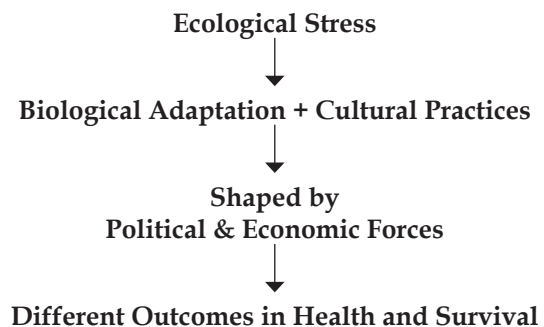 Ecological Stress
Biological Adaptation + Cultural Practices
Shaped by
Political & Economic Forces
Different Outcomes in Health and Survival